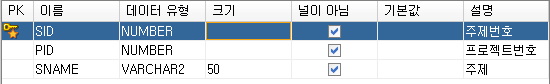 PK 이름 데이터 유형 크기 널이 아님 기본값 설명
SID NUMBER 주제번호
PID NUMBER 프로젝트번호
SNAME VARCHAR2 50 주제